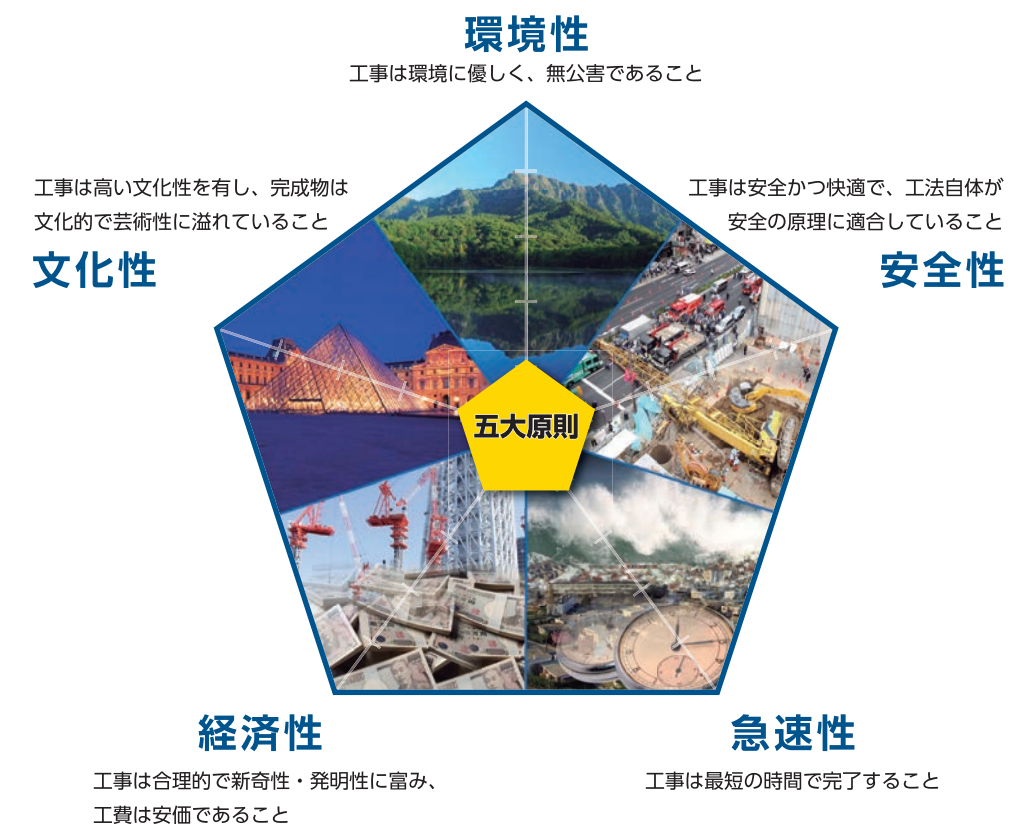 環境性
工事は環境に優しく、無公害であること
工事は高い文化性を有し、完成物は
文化的で芸術性に溢れていること
文化性
工事は安全かつ快適で、工法自体が
安全の原理に適合していること
安全性
五大原則
経済性
工事は合理的で新奇性・発明性に富み、
工費は安価であること
急速性
工事は最短の時間で完了すること